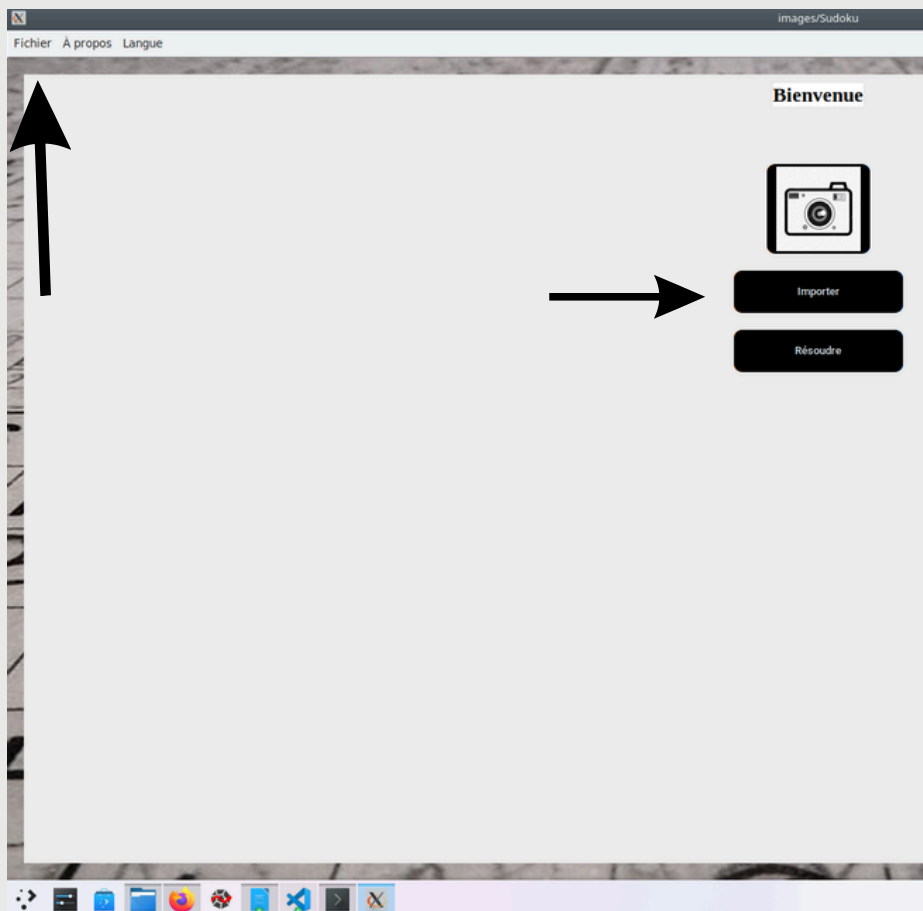 images/Sudoku
Fichier À propos Langue
Bienvenue
Importer
Résoudre